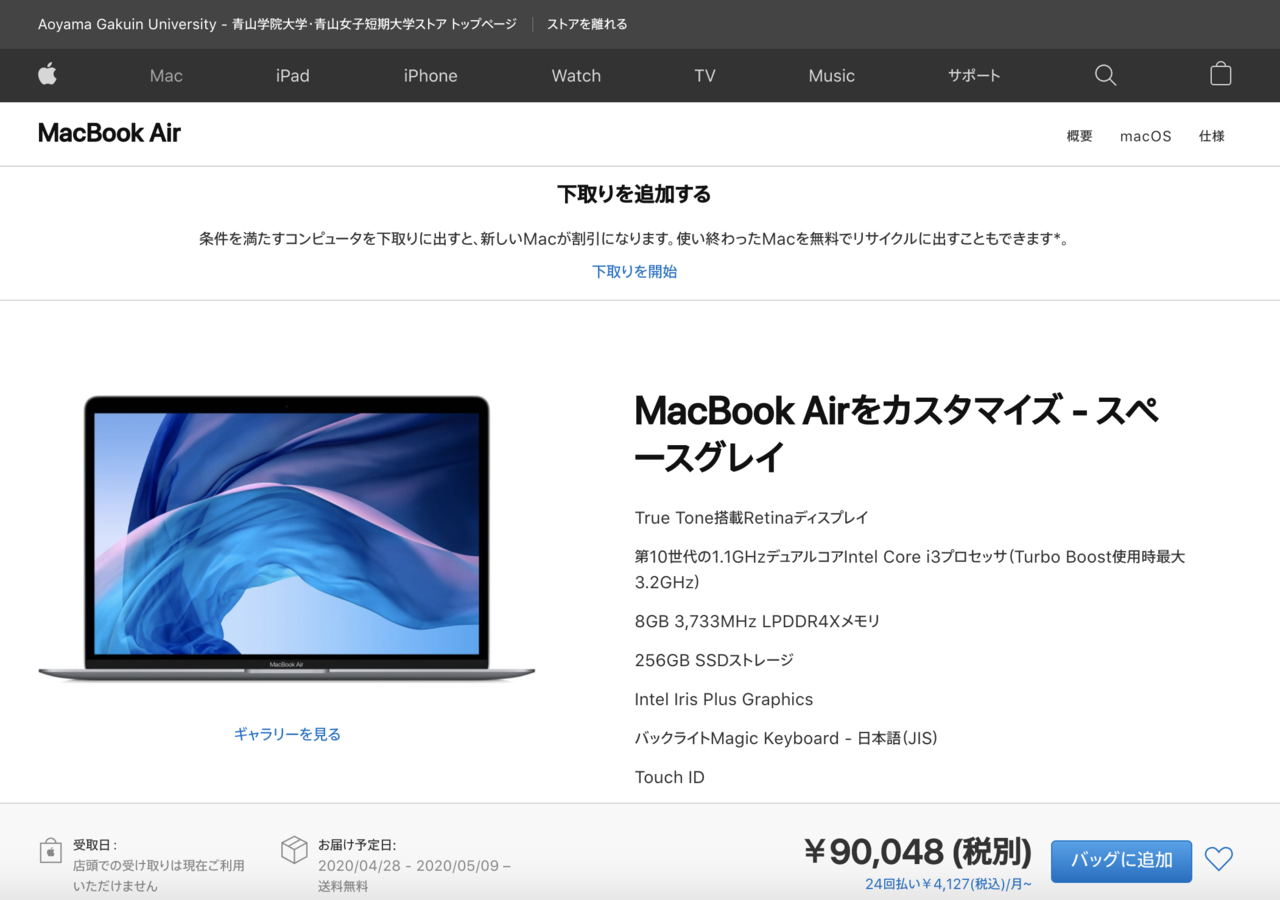 Aoyama Gakuin University - 青山学院大学・青山女子短期大学ストア トップページ ストアを離れる
Mac iPad iPhone Watch TV Music サポート
MacBook Air 概要 macOS 仕様
下取りを追加する
条件を満たすコンピュータを下取りに出すと、新しいMacが割引になります。使い終わったMacを無料でリサイクルに出すこともできます*。
下取りを開始
MacBook Air
ギャラリーを見る
MacBook Airをカスタマイズ - スペ
ースグレイ
True Tone搭載Retinaディスプレイ
第10世代の1.1GHzデュアルコアIntel Core i3プロセッサ（Turbo Boost使用時最大
3.2GHz）
8GB 3,733MHz LPDDR4Xメモリ
256GB SSDストレージ
Intel Iris Plus Graphics
バックライトMagic Keyboard - 日本語（JIS）
Touch ID
受取日：
店頭での受け取りは現在ご利用
いただけません
お届け予定日:
2020/04/28 - 2020/05/09 –
送料無料
￥90,048 (税別)
24回払い￥4,127(税込)/月~
バッグに追加